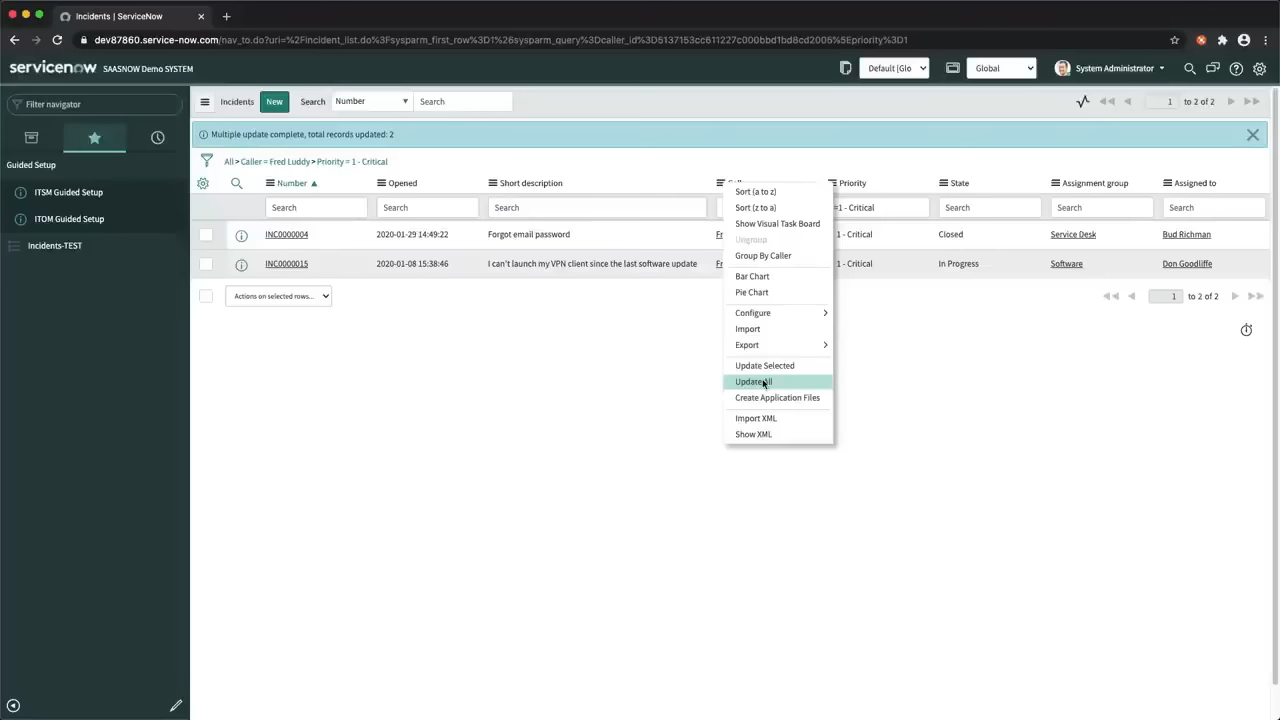 Incidents | ServiceNow
dev87860.service-now.com/nav_to.do?uri=%2Fincident_list.do%3Fsysparm_first_row%3D1%26sysparm_query%3Dcaller_id%3D5137153cc611227c000bbd1bd8cd2005%5Epriority%3D1
servicenow SAASNOW Demo SYSTEM
Default [Glo
Global
System Administrator
Filter navigator
Guided Setup
ITSM Guided Setup
ITOM Guided Setup
Incidents-TEST
Incidents New Search Number Search 1 to 2 of 2
Multiple update complete, total records updated: 2
All > Caller = Fred Luddy > Priority = 1 - Critical
Number Opened Short description Priority State Assignment group Assigned to
Search Search Search =1 - Critical Search Search Search
INC0000004 2020-01-29 14:49:22 Forgot email password Fr 1 - Critical Closed Service Desk Bud Richman
INC0000015 2020-01-08 15:38:46 I can't launch my VPN client since the last software update Fr 1 - Critical In Progress Software Don Goodliffe
Actions on selected rows... 1 to 2 of 2
Sort (a to z)
Sort (z to a)
Show Visual Task Board
Ungroup
Group By Caller
Bar Chart
Pie Chart
Configure
Import
Export
Update Selected
Update All
Create Application Files
Import XML
Show XML